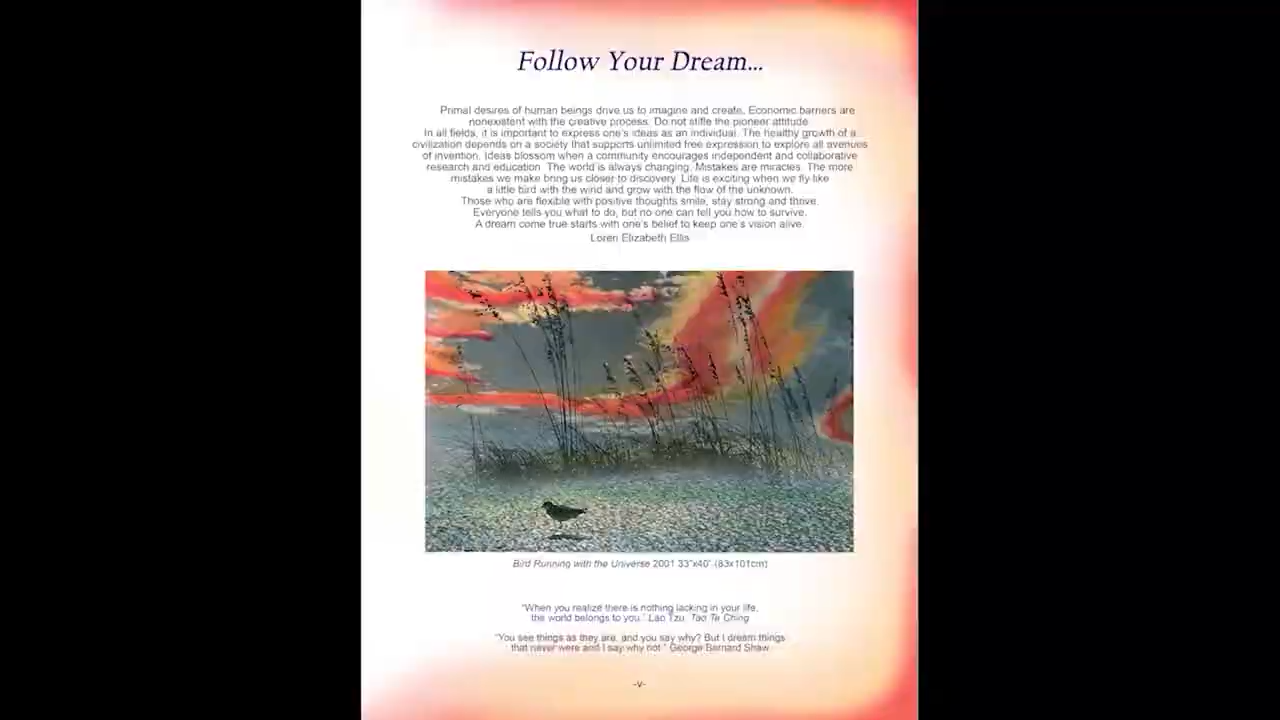 Follow Your Dream...
Primal desires of human beings drive us to imagine and create. Economic barriers are
nonexistent with the creative process. Do not stifle the pioneer attitude.
In all fields, it is important to express one's ideas as an individual. The healthy growth of a
civilization depends on a society that supports unlimited free expression to explore all avenues
of invention. Ideas blossom when a community encourages independent and collaborative
research and education. The world is always changing. Mistakes are miracles. The more
mistakes we make bring us closer to discovery. Life is exciting when we fly like
a little bird with the wind and grow with the flow of the unknown.
Those who are flexible with positive thoughts smile, stay strong and thrive.
Everyone tells you what to do, but no one can tell you how to survive.
A dream come true starts with one's belief to keep one's vision alive.
Loren Elizabeth Ellis
Bird Running with the Universe 2001 33"x40" (83x101cm)
"When you realize there is nothing lacking in your life,
the world belongs to you." Lao Tzu Tao Te Ching
"You see things as they are, and you say why? But I dream things
that never were and I say why not." George Bernard Shaw
-v-